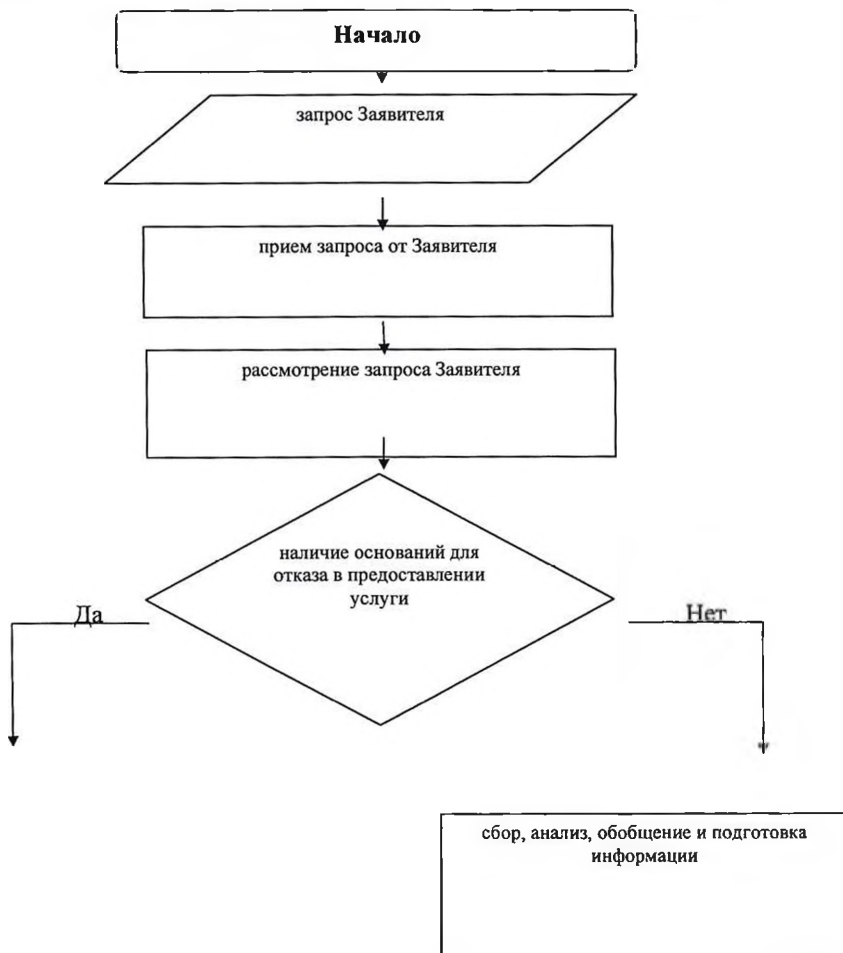 Начало
запрос Заявителя
прием запроса от Заявителя
рассмотрение запроса Заявителя
наличие оснований для
отказа в предоставлении
услуги
Да
Нет
сбор, анализ, обобщение и подготовка
информации